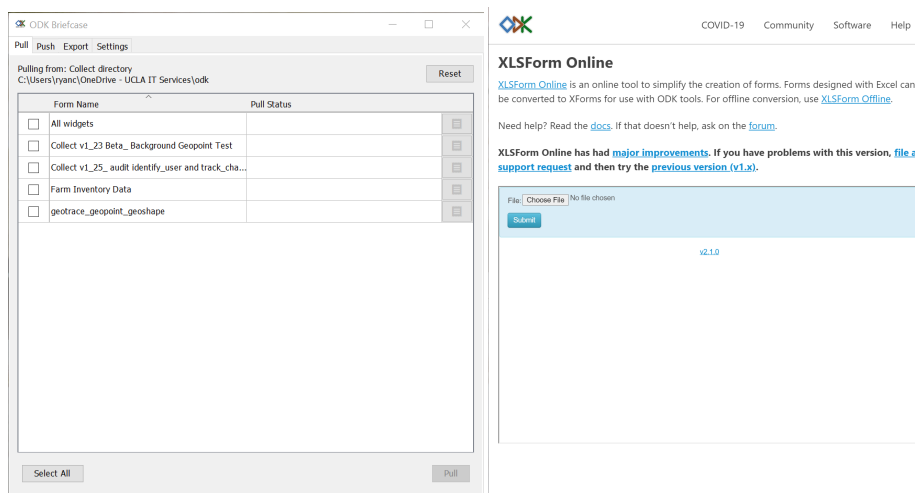 ODK Briefcase
Pull Push Export Settings
Pulling from: Collect directory
C:\Users\ryanc\OneDrive - UCLA IT Services\odk
Reset
Form Name Pull Status
All widgets
Collect v1_23 Beta_ Background Geopoint Test
Collect v1_25_ audit identify_user and track_cha...
Farm Inventory Data
geotrace_geopoint_geoshape
Select All
Pull
ODK
COVID-19 Community Software Help
XLSForm Online
XLSForm Online is an online tool to simplify the creation of forms. Forms designed with Excel can
be converted to XForms for use with ODK tools. For offline conversion, use XLSForm Offline.
Need help? Read the docs. If that doesn't help, ask on the forum.
XLSForm Online has had major improvements. If you have problems with this version, file a
support request and then try the previous version (v1.x).
File: Choose File No file chosen
Submit
v2.1.0